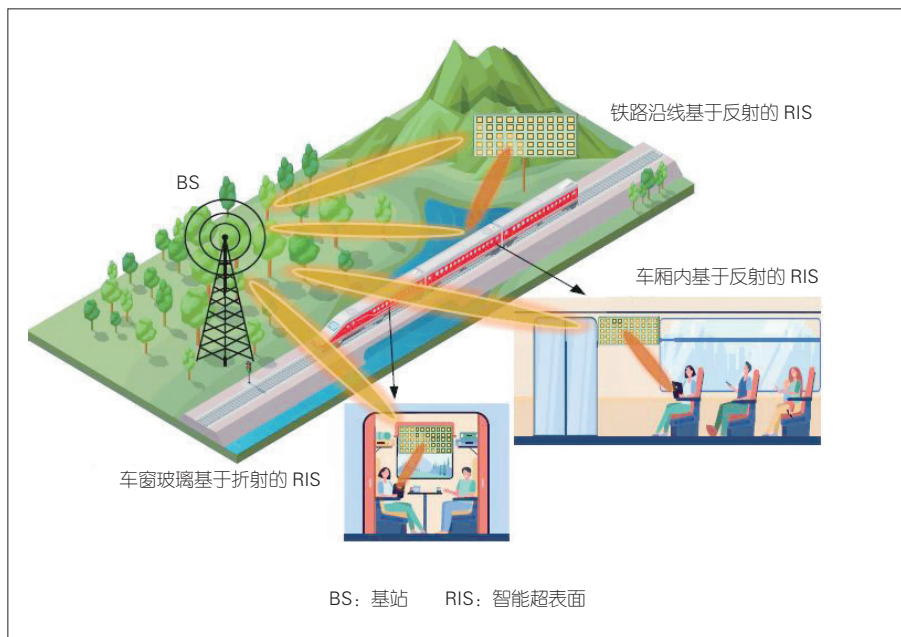 铁路沿线基于反射的 RIS
BS
车厢内基于反射的 RIS
车窗玻璃基于折射的 RIS
BS：基站 RIS：智能超表面